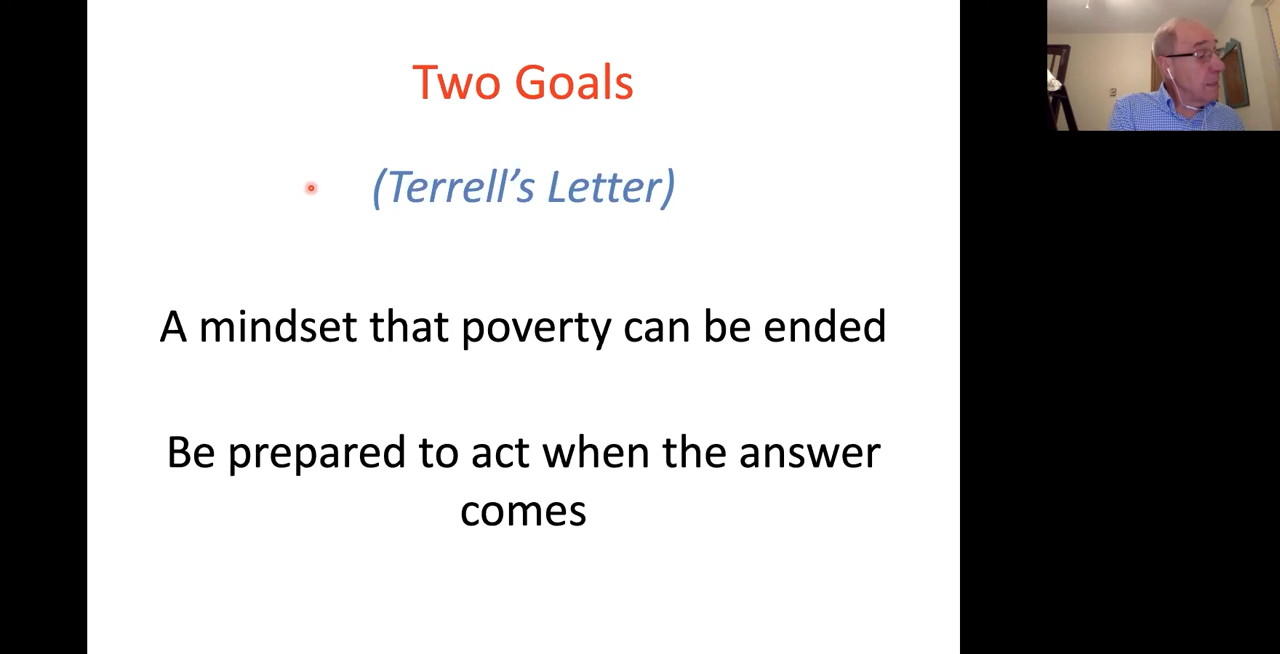 Two Goals
(Terrell’s Letter)
A mindset that poverty can be ended
Be prepared to act when the answer
comes